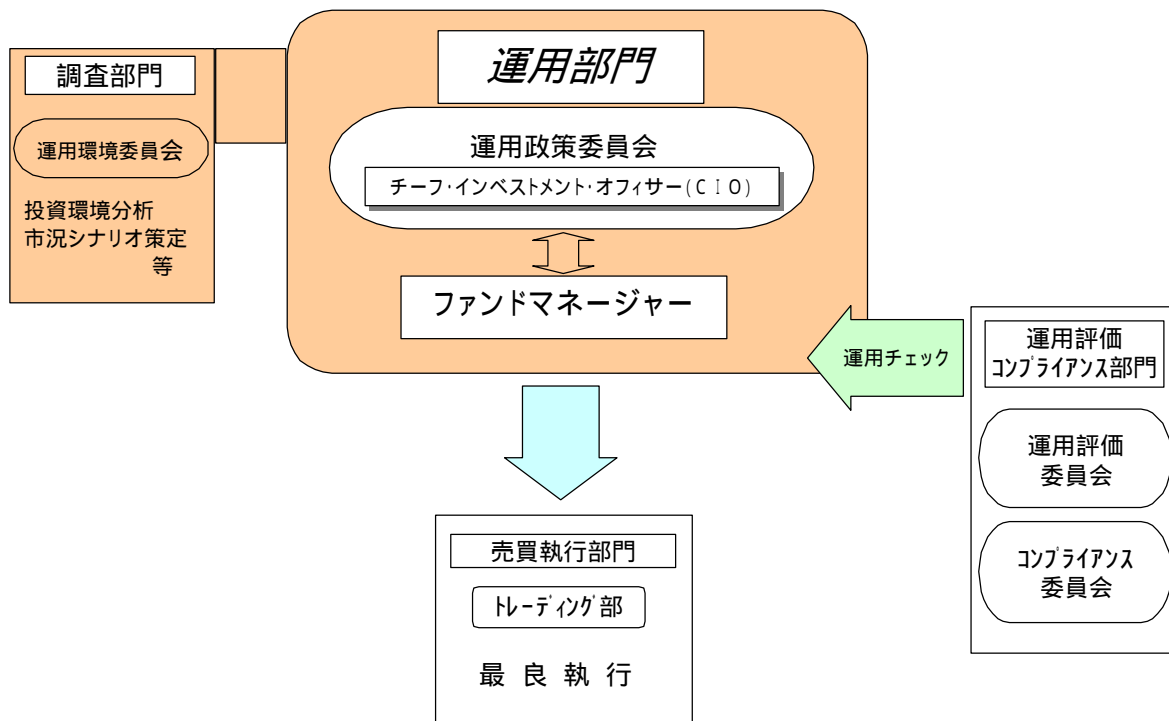 調査部門
運用環境委員会
投資環境分析
市況シナリオ策定
等
運用部門
運用政策委員会
チーフ・インベストメント・オフィサー(CIO)
ファンドマネージャー
運用チェック
運用評価
コンプライアンス部門
運用評価
委員会
コンプライアンス
委員会
売買執行部門
トレーディング部
最良執行